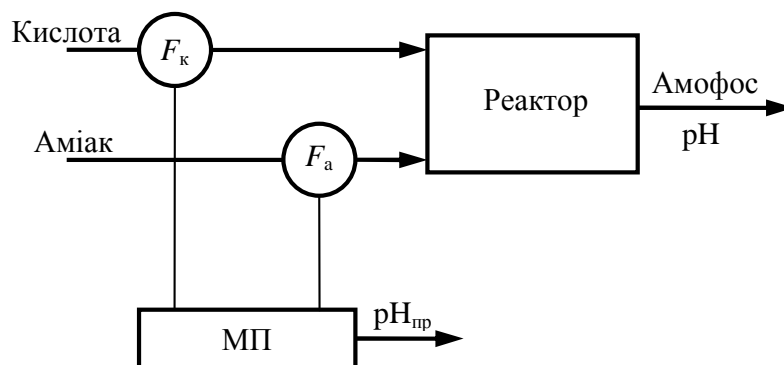 Кислота
Fк
Реактор
Амофос
pH
Аміак
Fа
МП
pHпр